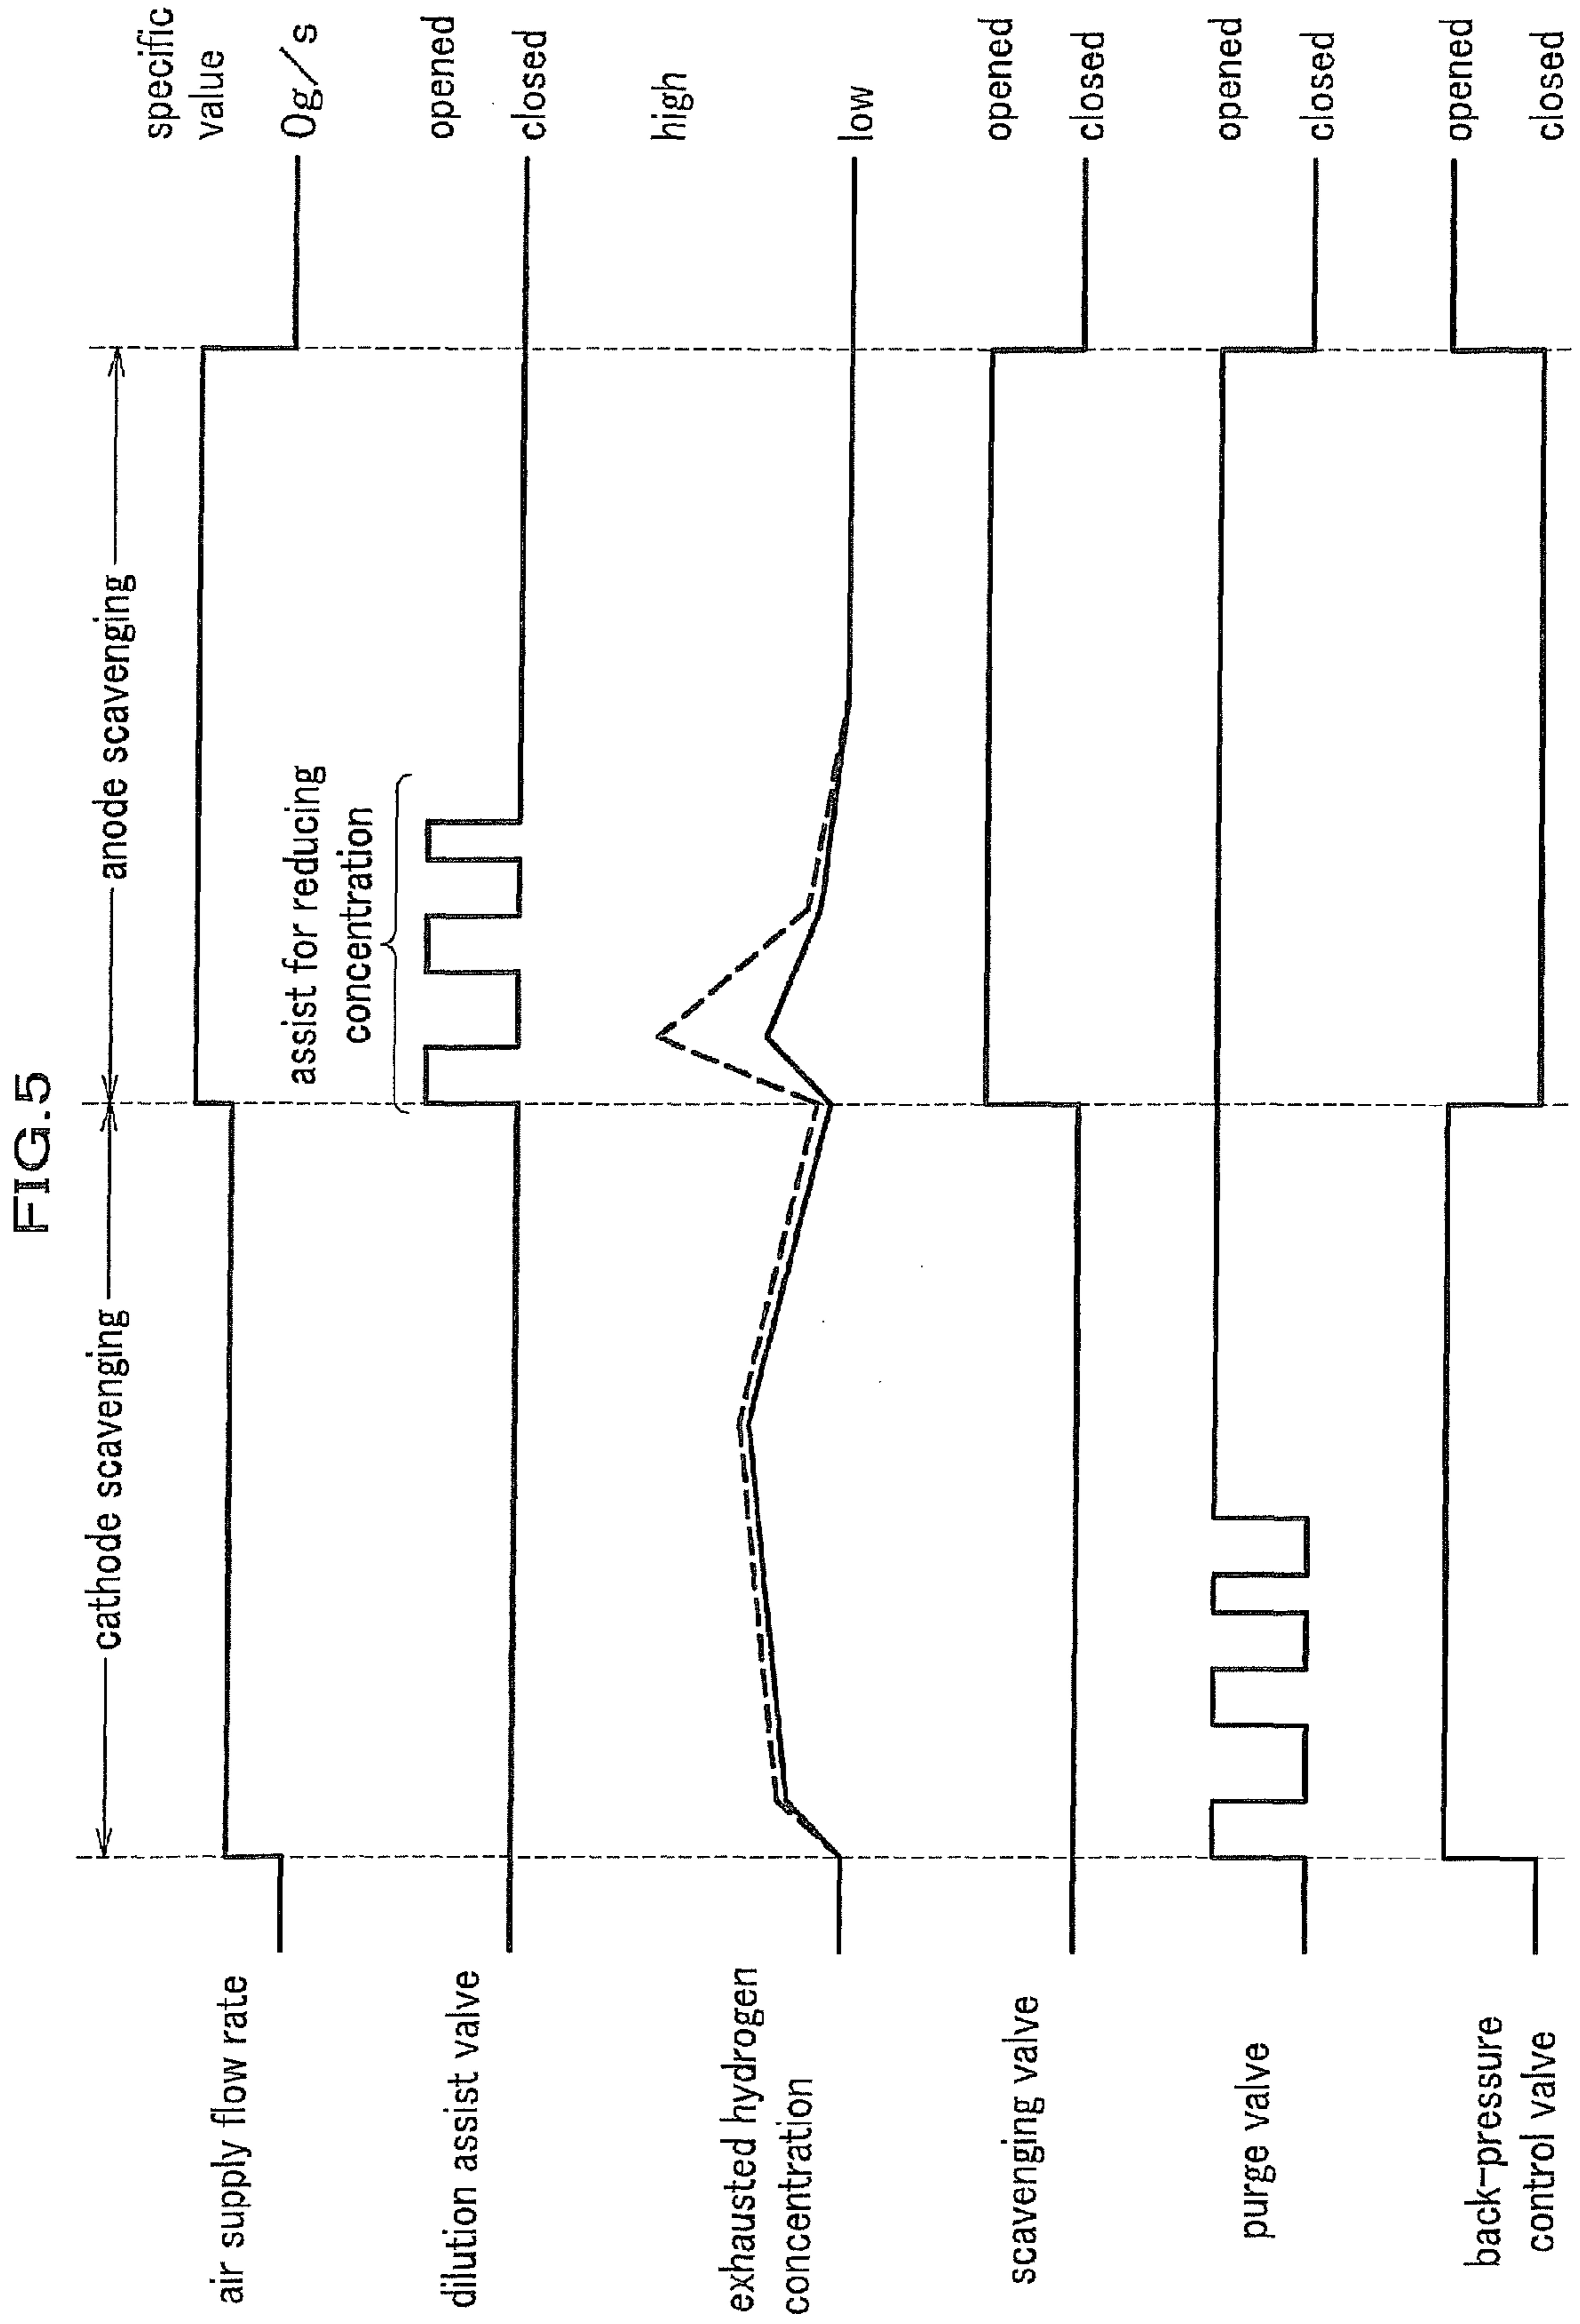 FIG.5
cathode scavenging
anode scavenging
air supply flow rate
specific
value
0g/s
assist for reducing
concentration
dilution assist valve
opened
closed
exhausted hydrogen
concentration
high
low
scavenging valve
opened
closed
purge valve
opened
closed
back-pressure
control valve
opened
closed